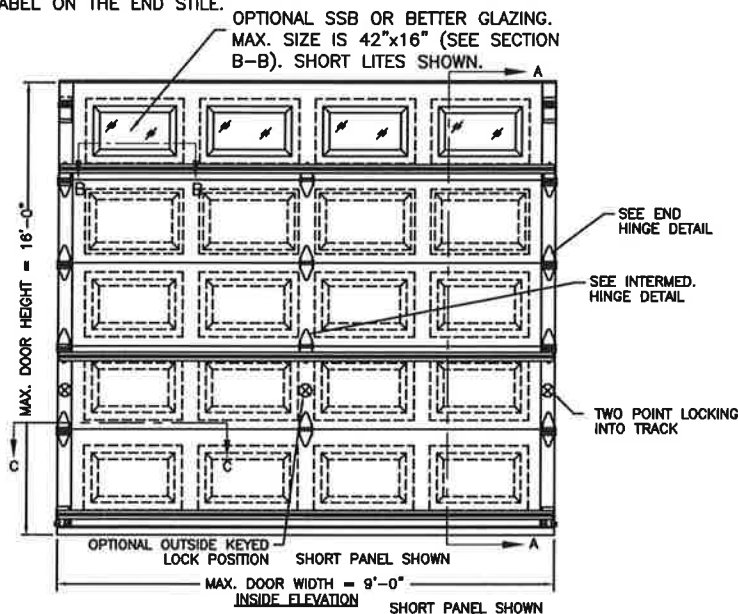 ABEL ON THE END STILE.
OPTIONAL SSB OR BETTER GLAZING.
MAX. SIZE IS 42"x16" (SEE SECTION
B-B). SHORT LITES SHOWN.
A
B
B
MAX. DOOR HEIGHT = 16'-0"
SEE END
HINGE DETAIL
SEE INTERMED.
HINGE DETAIL
TWO POINT LOCKING
INTO TRACK
C
C
OPTIONAL OUTSIDE KEYED
LOCK POSITION
SHORT PANEL SHOWN
A
MAX. DOOR WIDTH = 9'-0"
INSIDE ELEVATION
SHORT PANEL SHOWN